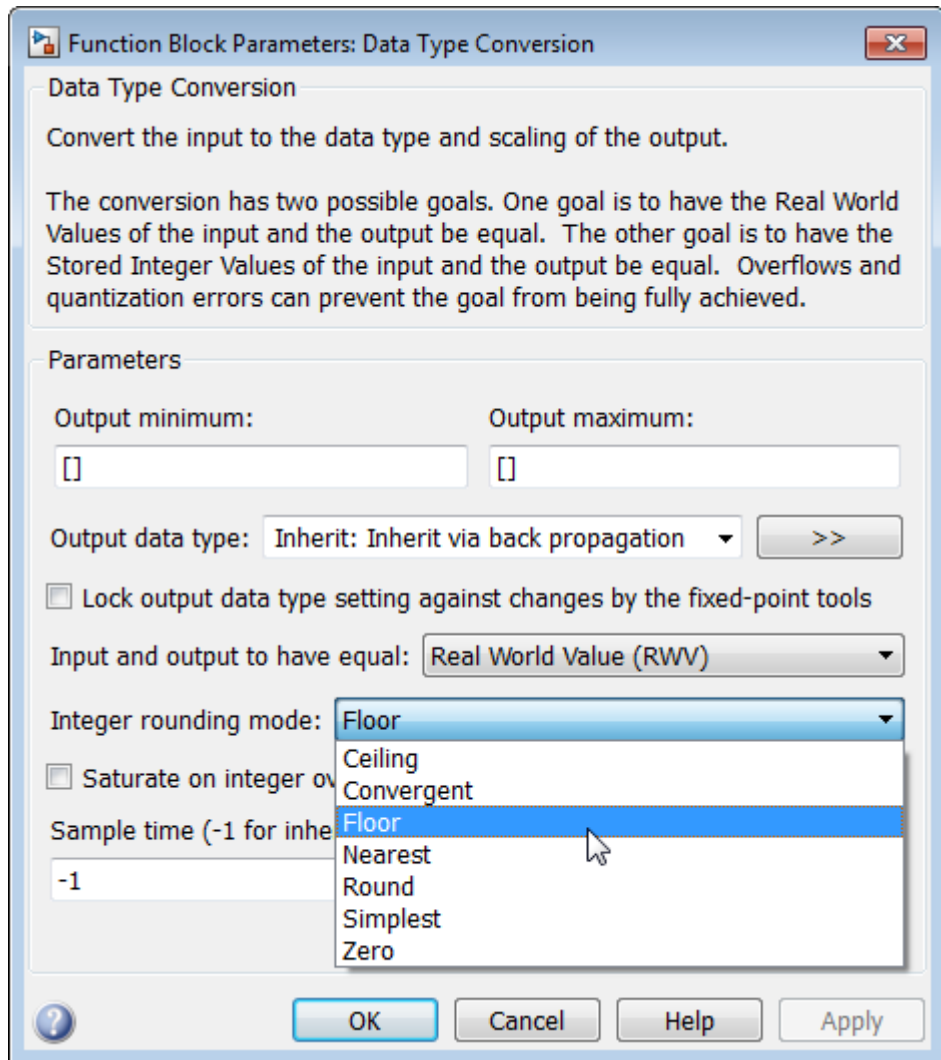 Function Block Parameters: Data Type Conversion
Data Type Conversion
Convert the input to the data type and scaling of the output.
The conversion has two possible goals. One goal is to have the Real World
Values of the input and the output be equal.  The other goal is to have the
Stored Integer Values of the input and the output be equal.  Overflows and
quantization errors can prevent the goal from being fully achieved.
Parameters
Output minimum: Output maximum:
[] []
Output data type: Inherit: Inherit via back propagation >>
Lock output data type setting against changes by the fixed-point tools
Input and output to have equal: Real World Value (RWV)
Integer rounding mode: Floor
Ceiling
Saturate on integer
Convergent
Floor
Sample time (-1 for
Nearest
-1
Round
Simplest
Zero
OK Cancel Help Apply